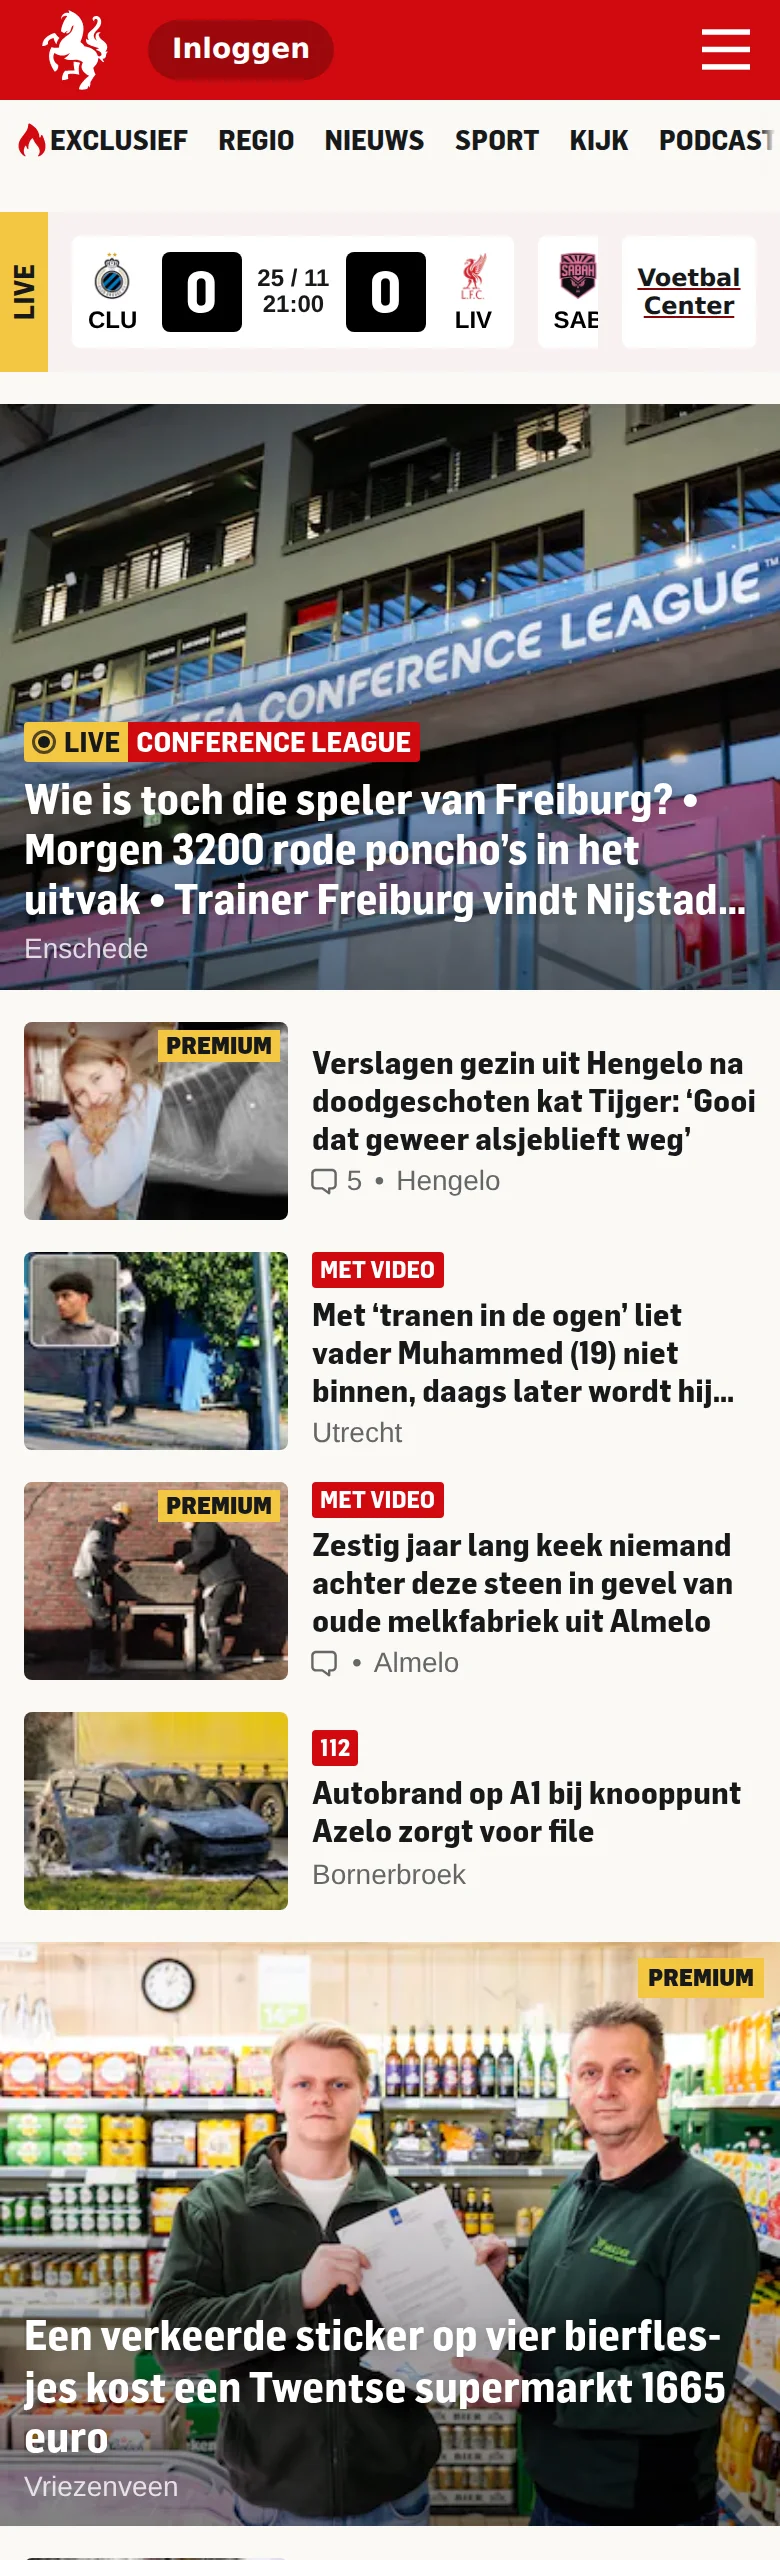 Inloggen
EXCLUSIEF REGIO NIEUWS SPORT KIJK PODCAST
LIVE
CLU
0
25 / 11
21:00
0
L.F.C.
LIV
SABAH
SAB
Voetbal
Center
UEFA CONFERENCE LEAGUE™
LIVE CONFERENCE LEAGUE
Wie is toch die speler van Freiburg? •
Morgen 3200 rode poncho’s in het
uitvak • Trainer Freiburg vindt Nijstad...
Enschede
PREMIUM
Verslagen gezin uit Hengelo na
doodgeschoten kat Tijger: ‘Gooi
dat geweer alsjeblieft weg’
5 • Hengelo
MET VIDEO
Met ‘tranen in de ogen’ liet
vader Muhammed (19) niet
binnen, daags later wordt hij...
Utrecht
PREMIUM
MET VIDEO
Zestig jaar lang keek niemand
achter deze steen in gevel van
oude melkfabriek uit Almelo
• Almelo
112
Autobrand op A1 bij knooppunt
Azelo zorgt voor file
Bornerbroek
PREMIUM
Een verkeerde sticker op vier bierfles-
jes kost een Twentse supermarkt 1665
euro
Vriezenveen